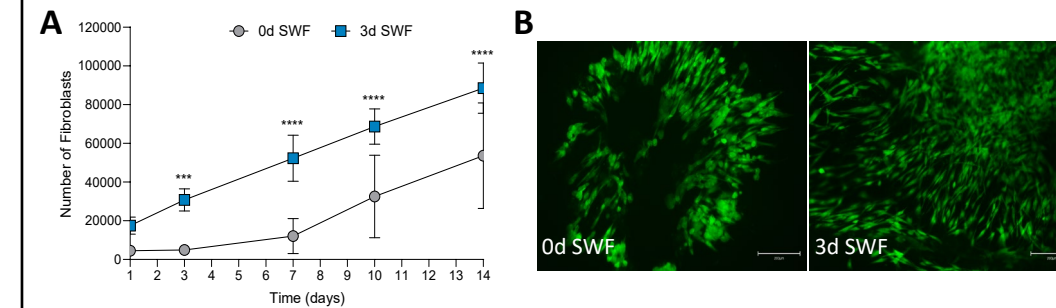 A
0d SWF
3d SWF
120000
100000
80000
60000
40000
20000
0
Number of Fibroblasts
***
****
****
****
1 2 3 4 5 6 7 8 9 10 11 12 13 14
Time (days)
B
0d SWF
3d SWF